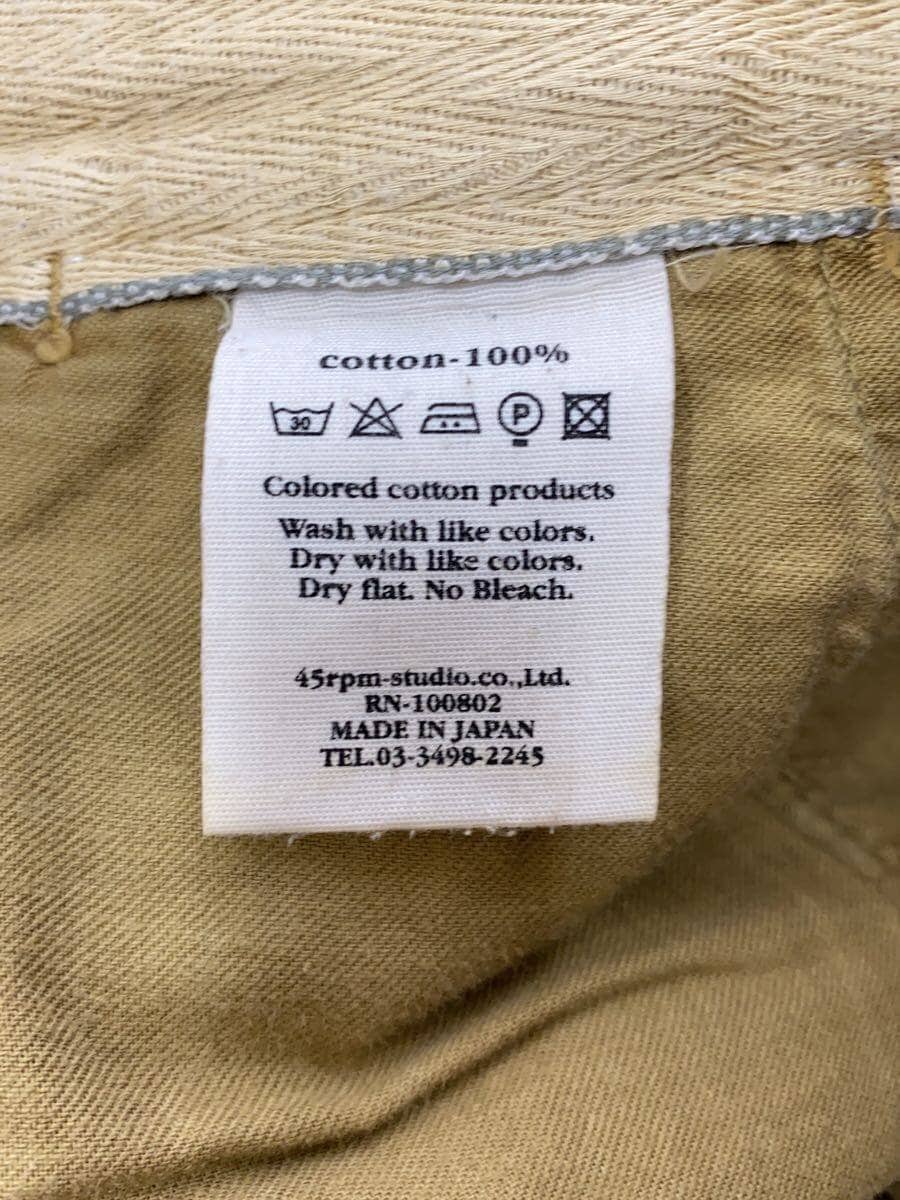 cotton-100%
30 P
Colored cotton products
Wash with like colors.
Dry with like colors.
Dry flat. No Bleach.
45rpm-studio.co.,Ltd.
RN-100802
MADE IN JAPAN
TEL.03-3498-2245